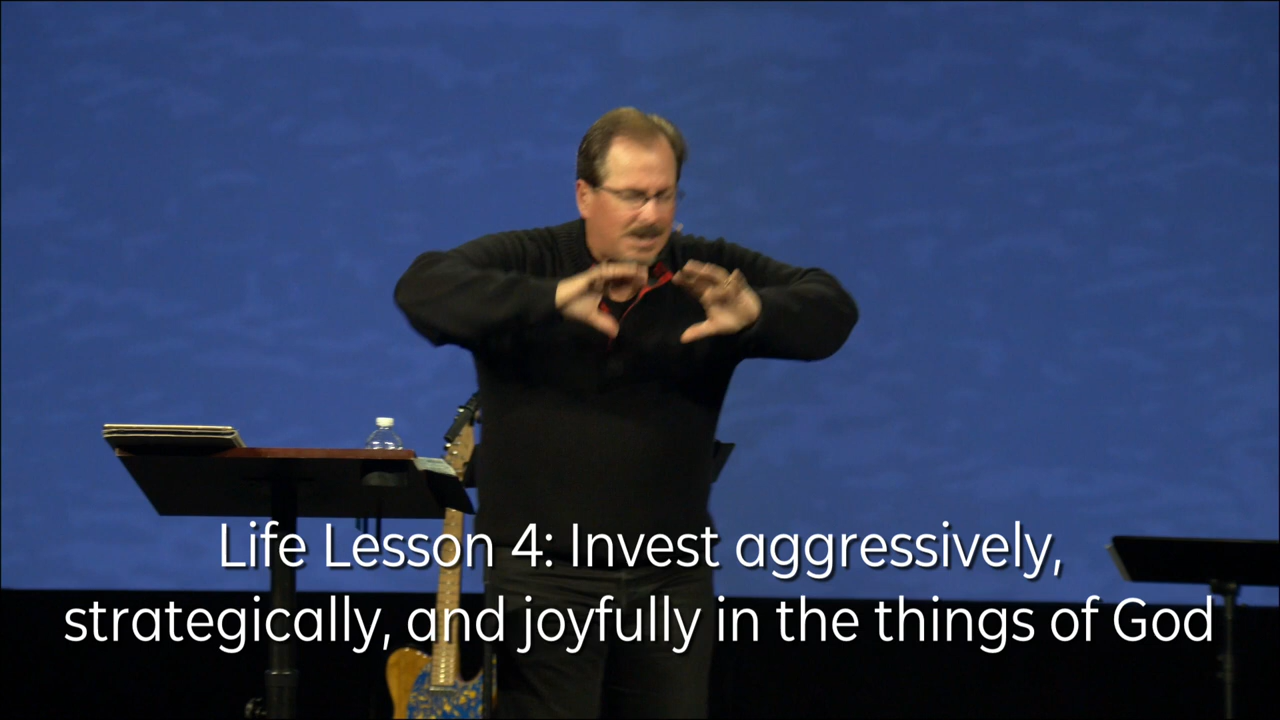 Life Lesson 4: Invest aggressively,
strategically, and joyfully in the things of God